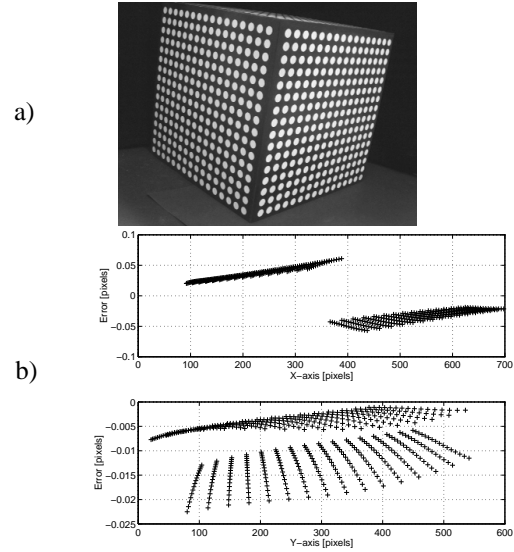 a)
0.1
0.05
0
−0.05
−0.1
Error [pixels]
0 100 200 300 400 500 600 700
X−axis [pixels]
b)
0
−0.005
−0.01
−0.015
−0.02
−0.025
Error [pixels]
0 100 200 300 400 500 600
Y−axis [pixels]